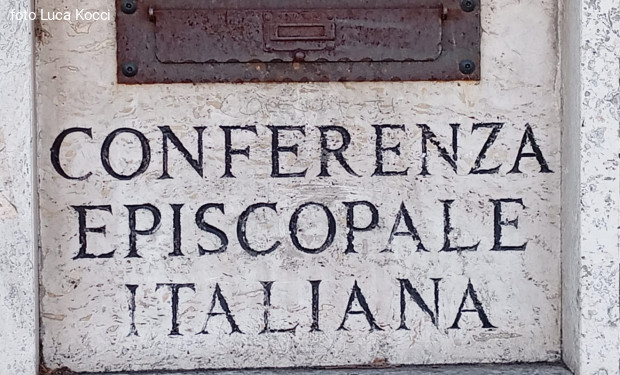 foto Luca Kocci
CONFERENZA
EPISCOPALE
ITALIANA